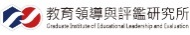 教育領導與評鑑研究所
Graduate Institute of Educational Leadership and Evaluation